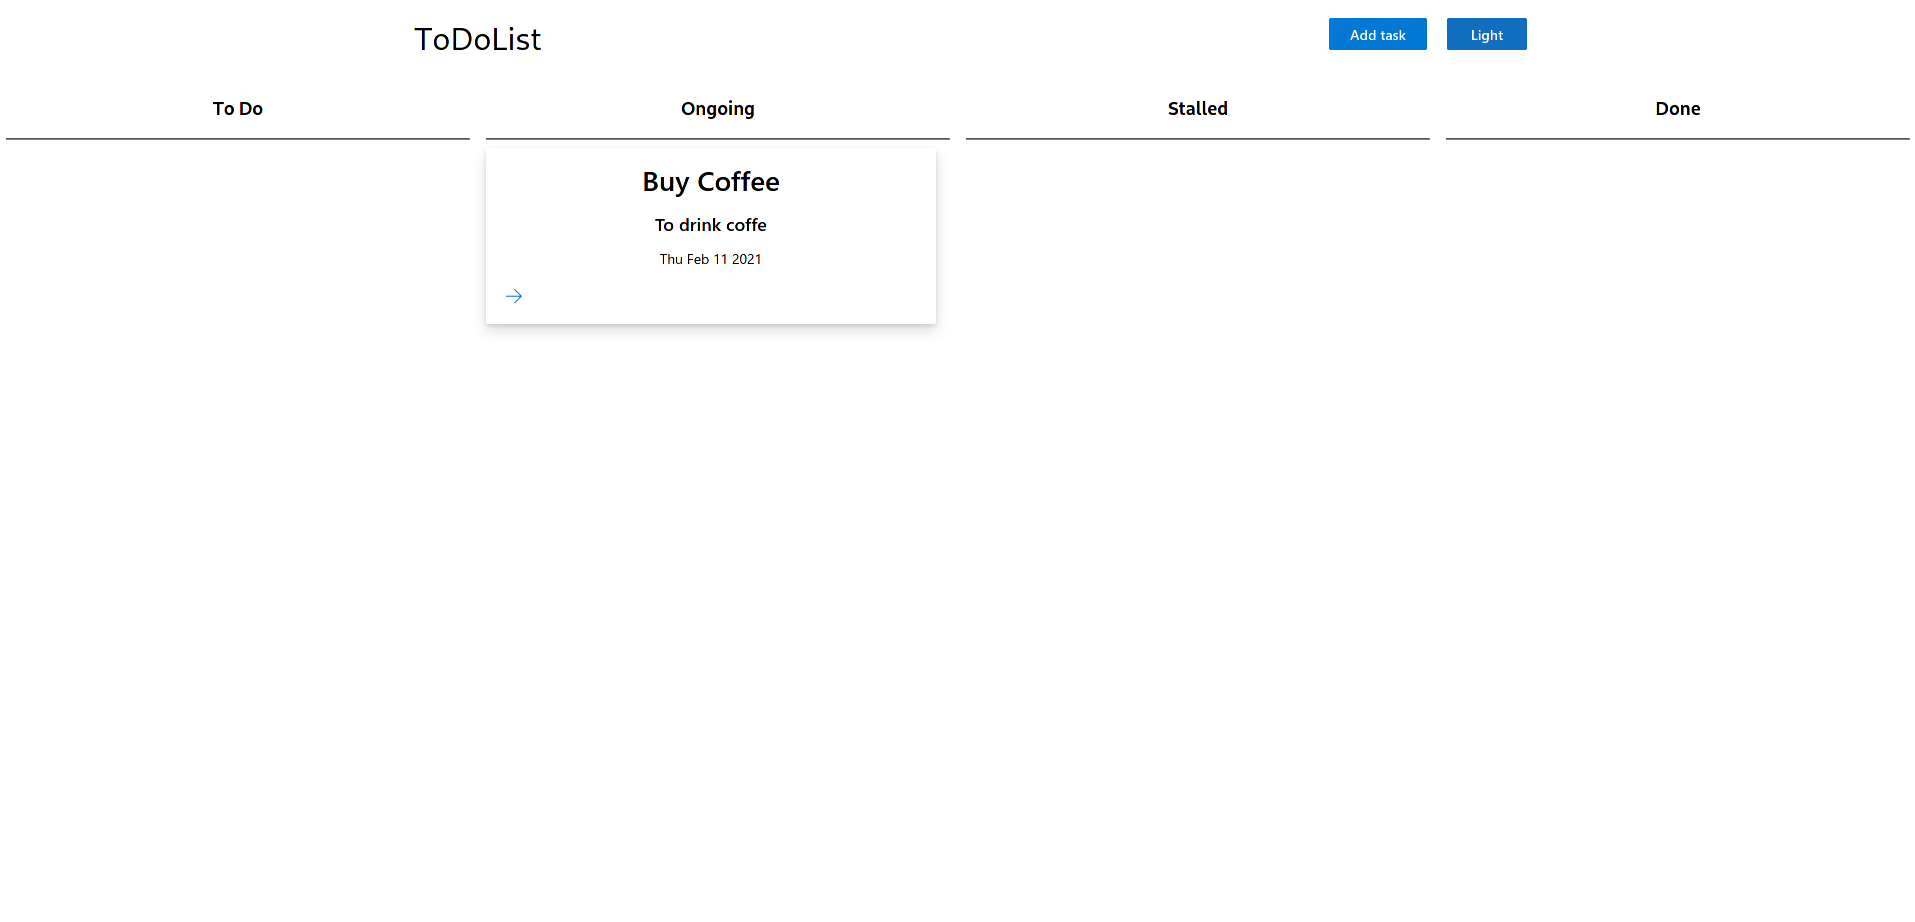 ToDoList
Add task
Light
To Do
Ongoing
Stalled
Done
Buy Coffee
To drink coffe
Thu Feb 11 2021